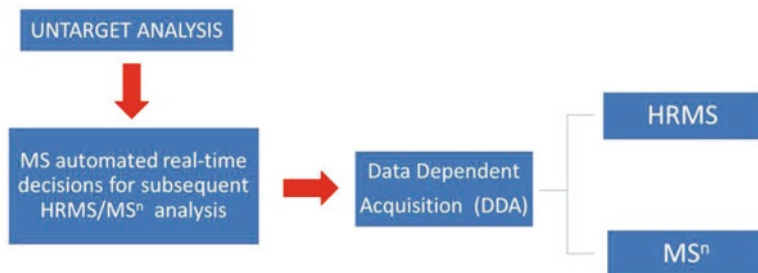 UNTARGET ANALYSIS
MS automated real-time
decisions for subsequent
HRMS/MSⁿ analysis
Data Dependent
Acquisition (DDA)
HRMS
MSⁿ